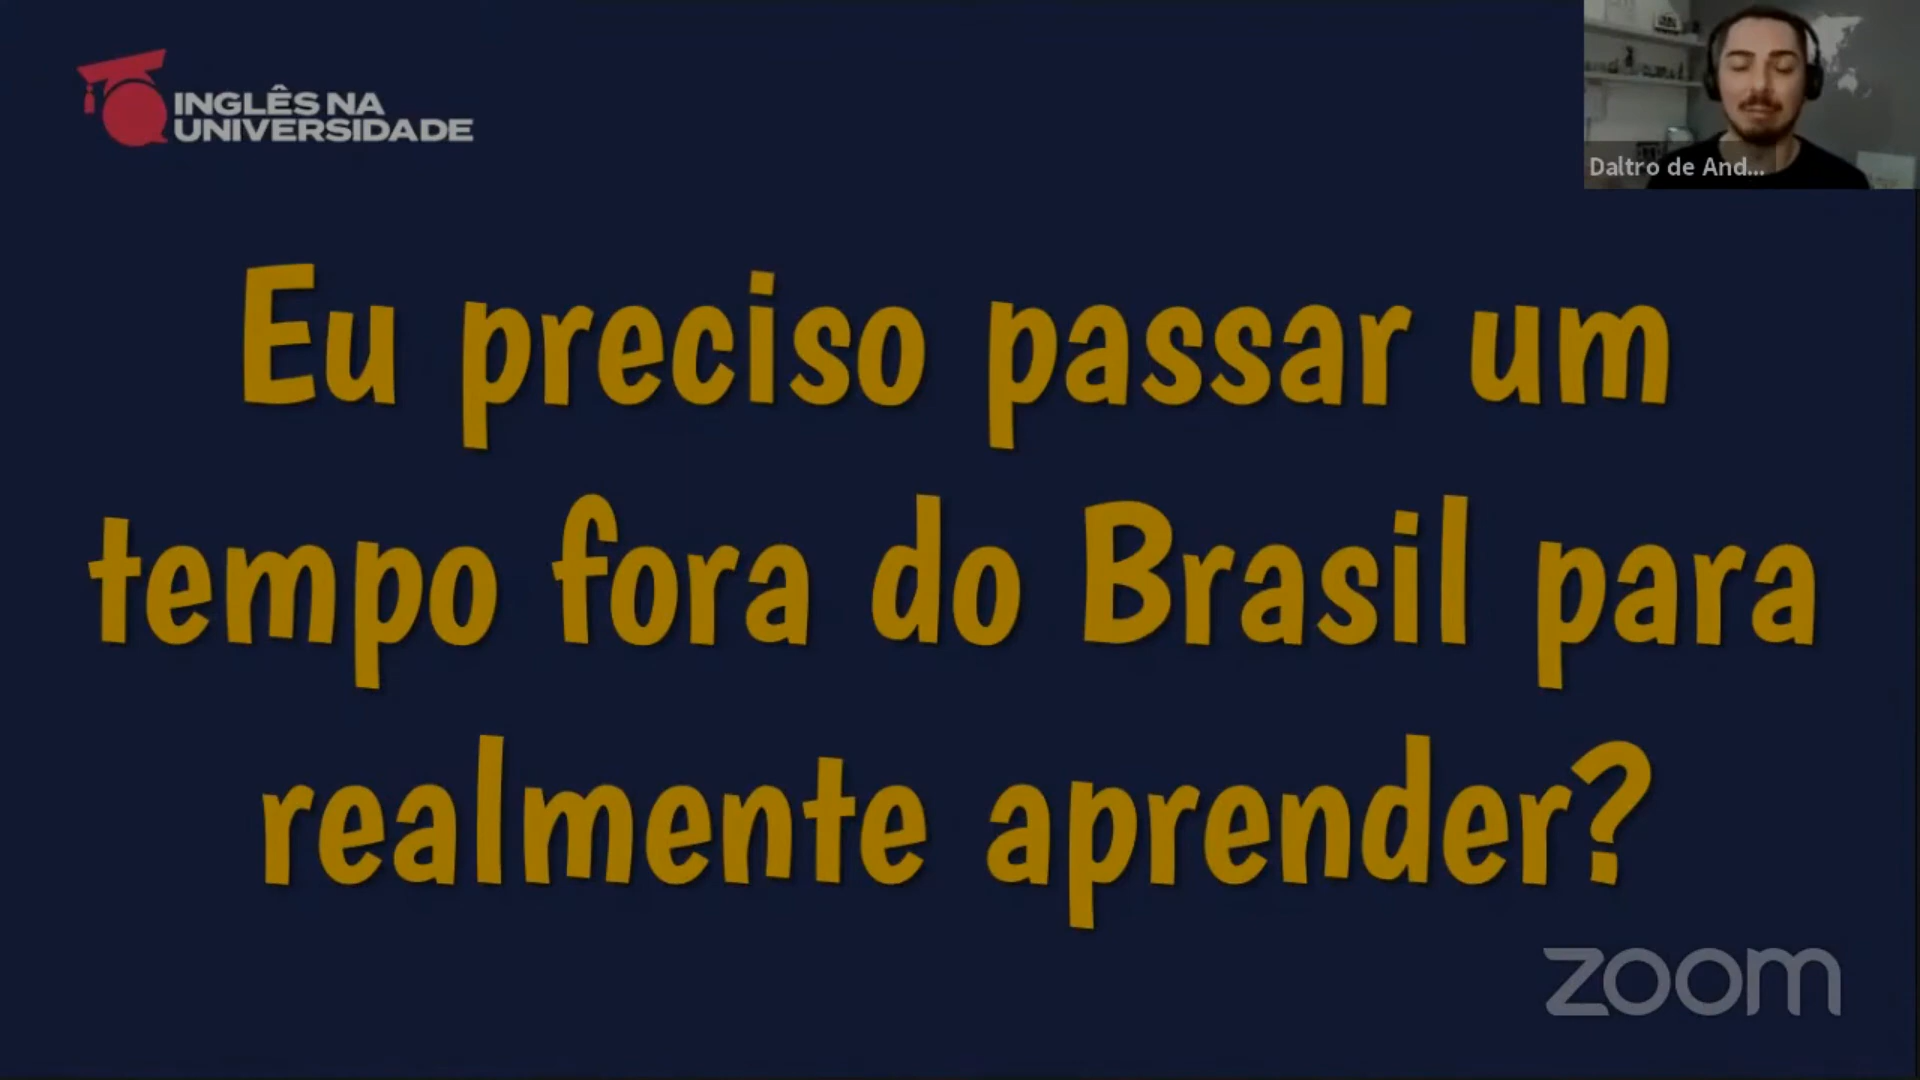 INGLÊS NA
UNIVERSIDADE
Daltro de And...
Eu preciso passar um
tempo fora do Brasil para
realmente aprender?
zoom